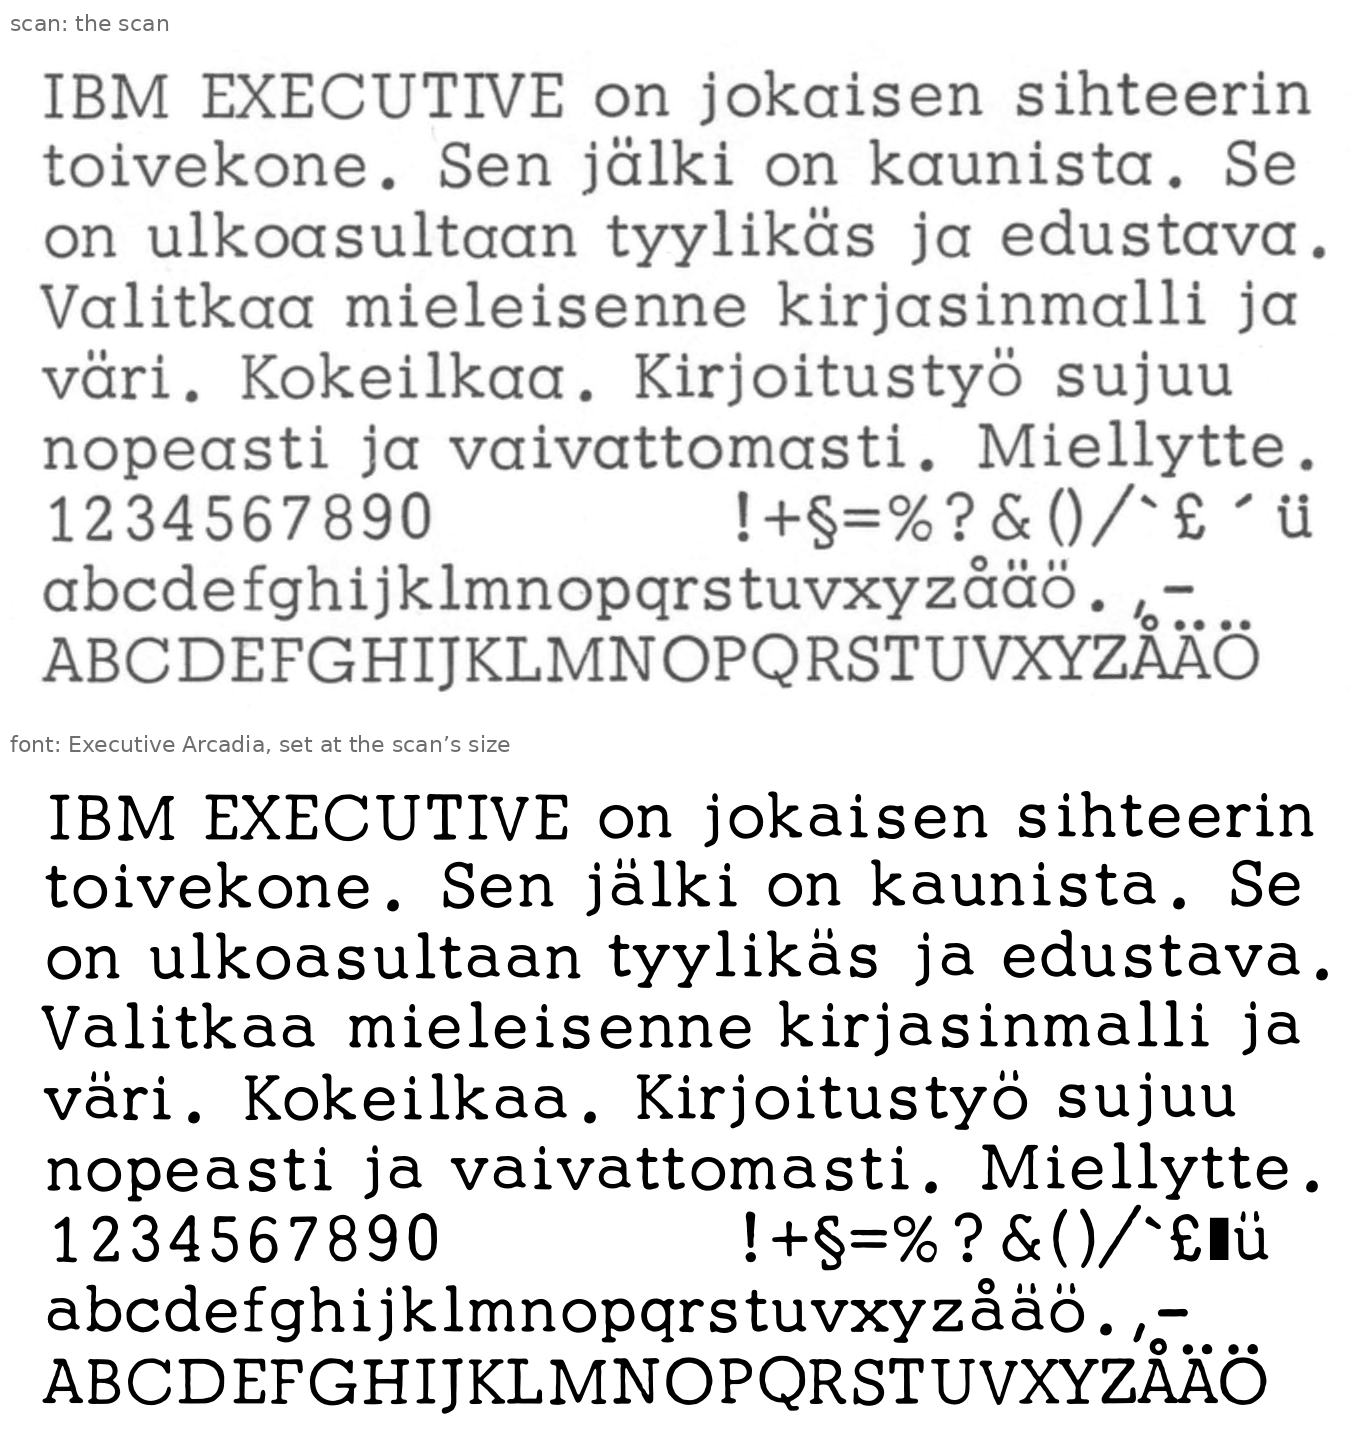 scan: the scan
IBM EXECUTIVE on jokaisen sihteerin
toivekone. Sen jälki on kaunista. Se
on ulkoasultaan tyylikäs ja edustava.
Valitkaa mieleisenne kirjasinmalli ja
väri. Kokeilkaa. Kirjoitustyö sujuu
nopeasti ja vaivattomasti. Miellytte.
1234567890 !+§=%?&()/`£ ´ ü
abcdefghijklmnopqrstuvxyzåäö.,-
ABCDEFGHIJKLMNOPQRSTUVXYZÅÄÖ
font: Executive Arcadia, set at the scan’s size
IBM EXECUTIVE on jokaisen sihteerin
toivekone. Sen jälki on kaunista. Se
on ulkoasultaan tyylikäs ja edustava.
Valitkaa mieleisenne kirjasinmalli ja
väri. Kokeilkaa. Kirjoitustyö sujuu
nopeasti ja vaivattomasti. Miellytte.
1234567890 !+§=%? &()/`£▮ü
abcdefghijklmnopqrstuvxyzåäö.,-
ABCDEFGHIJKLMNOPQRSTUVXYZÅÄÖ